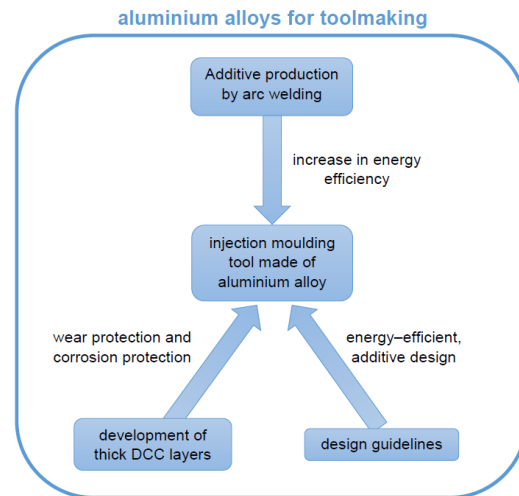 aluminium alloys for toolmaking
Additive production
by arc welding
increase in energy
efficiency
injection moulding
tool made of
aluminium alloy
wear protection and
corrosion protection
energy–efficient,
additive design
development of
thick DCC layers
design guidelines